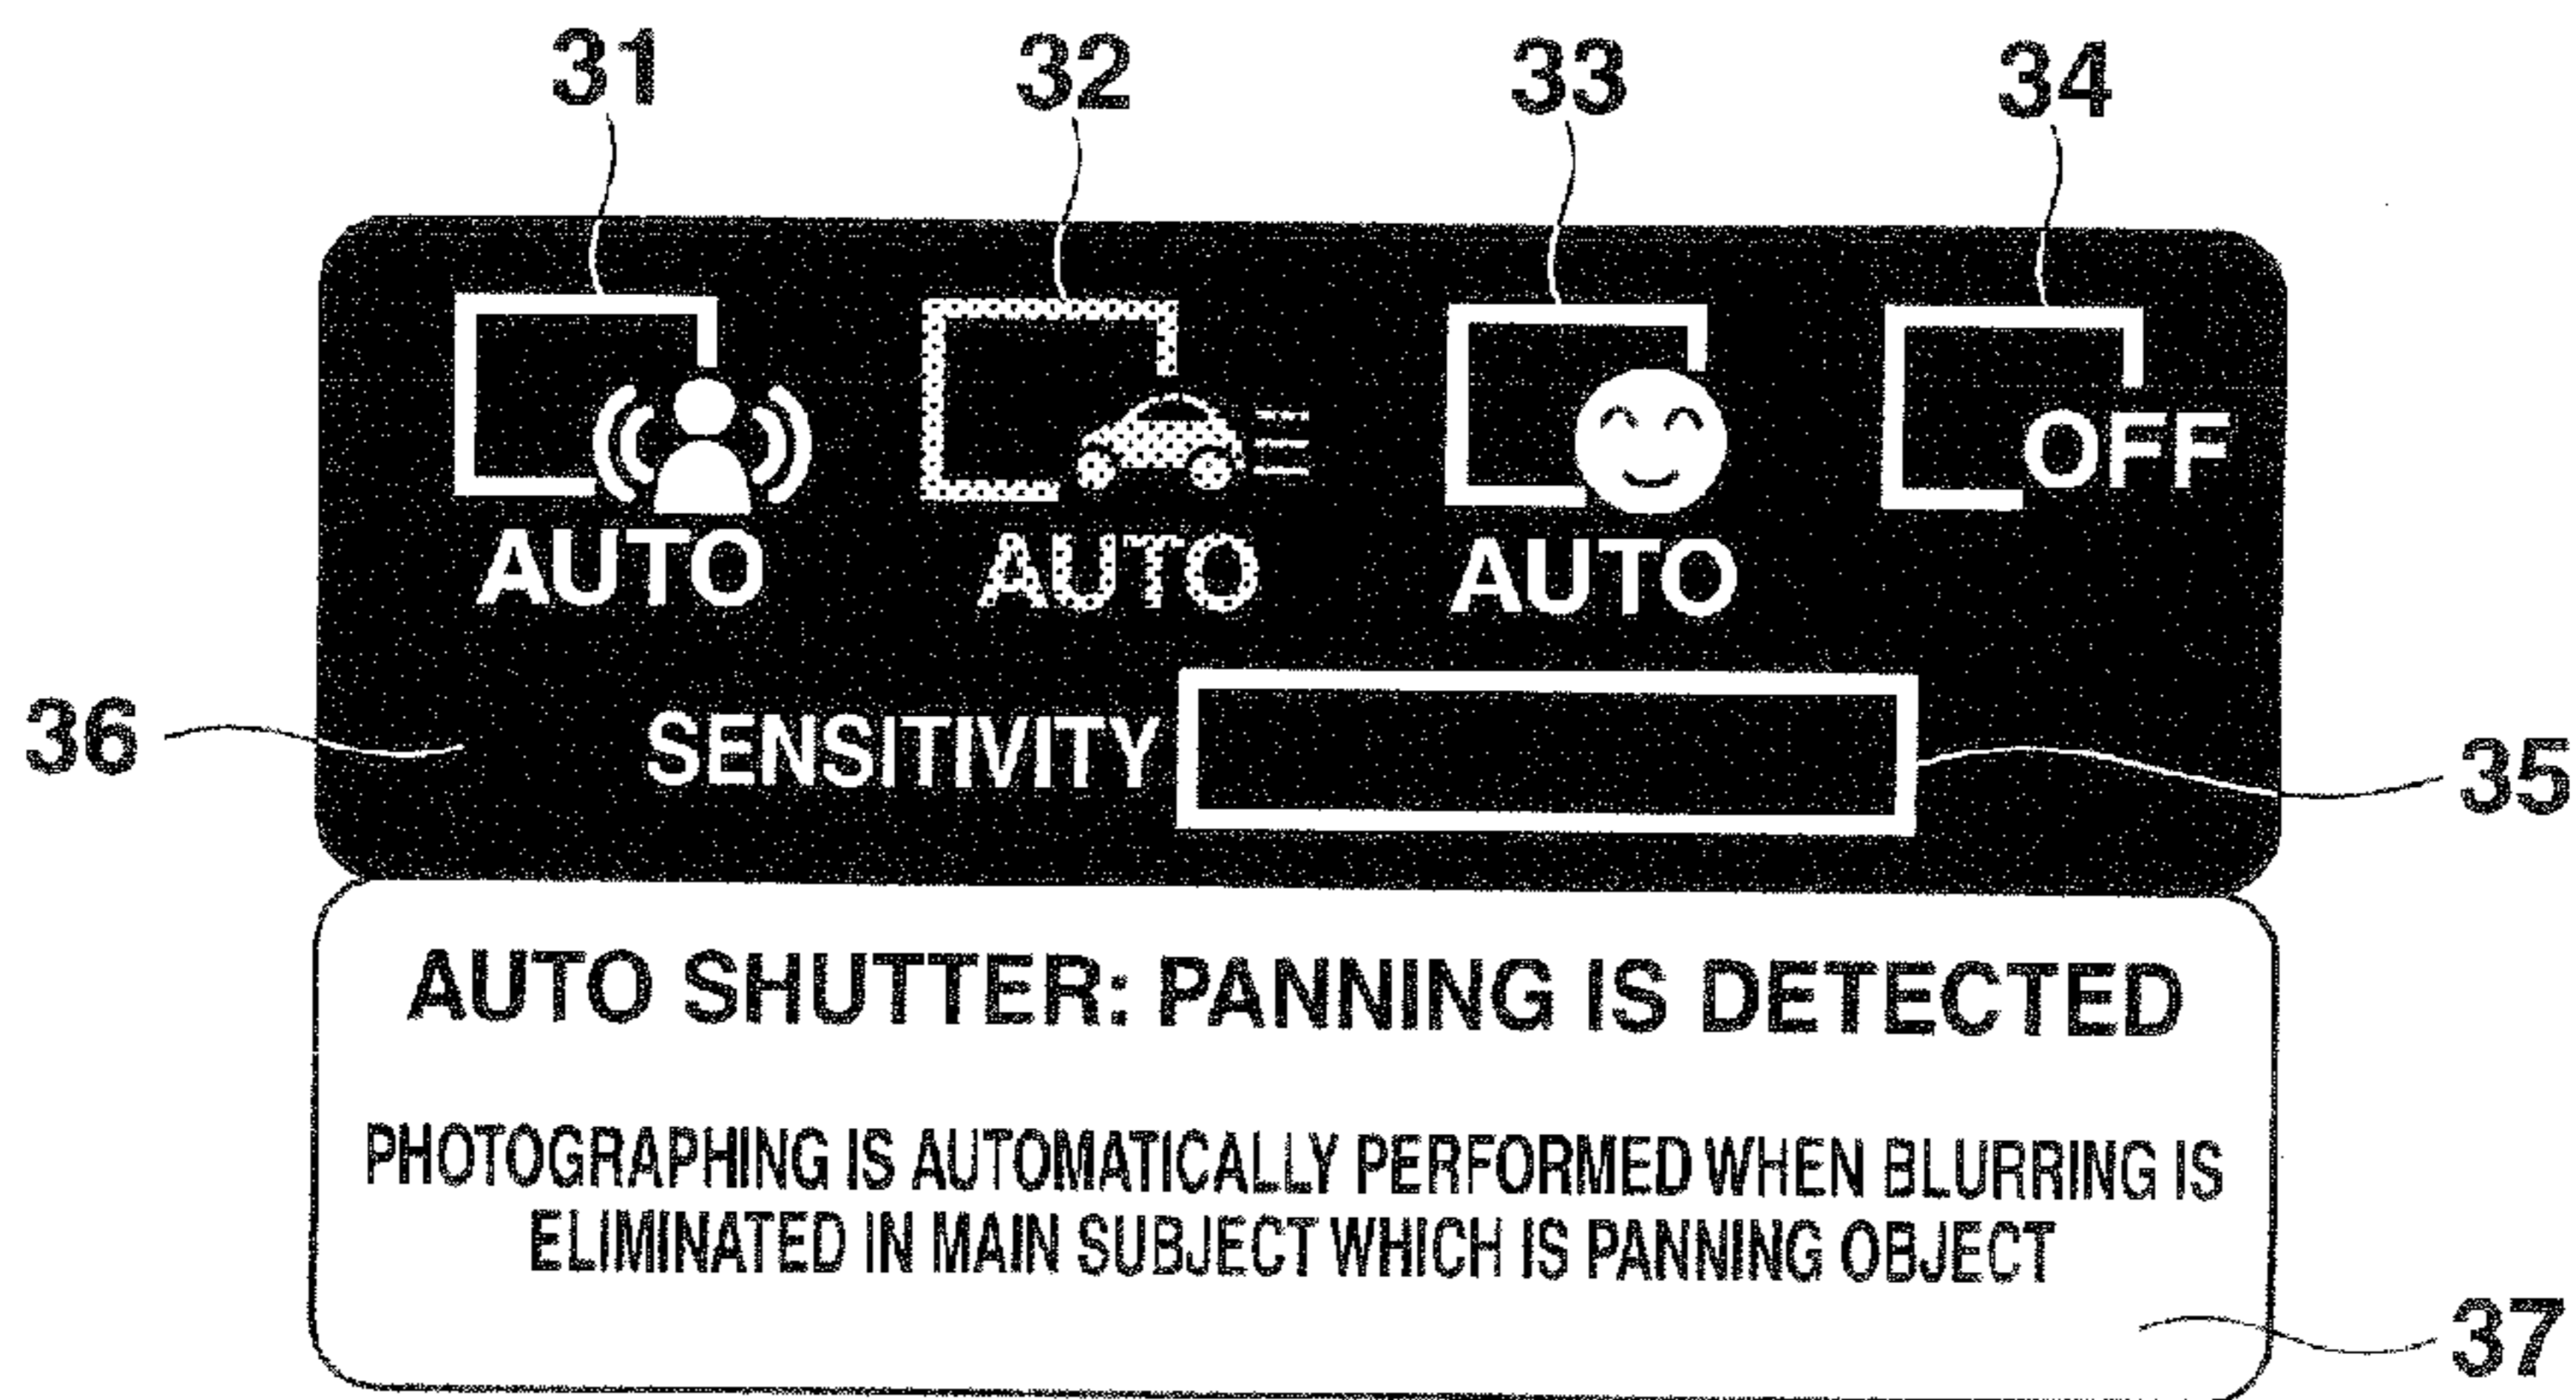 31 32 33 34
OFF
AUTO AUTO AUTO
36 SENSITIVITY 35
AUTO SHUTTER: PANNING IS DETECTED
PHOTOGRAPHING IS AUTOMATICALLY PERFORMED WHEN BLURRING IS
ELIMINATED IN MAIN SUBJECT WHICH IS PANNING OBJECT
37